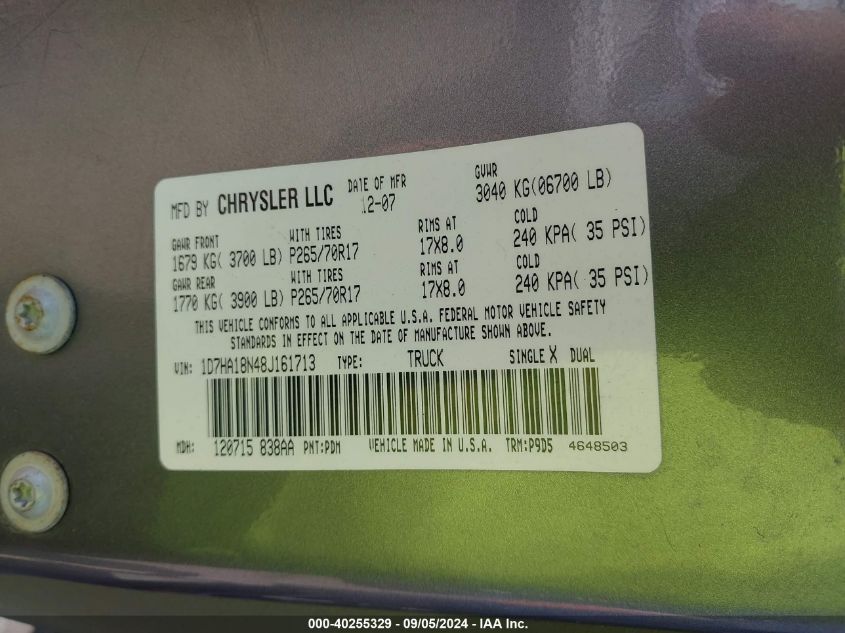 MFD BY CHRYSLER LLC DATE OF MFR 12-07 GVWR 3040 KG(06700 LB)
GAWR FRONT WITH TIRES RIMS AT COLD
1679 KG( 3700 LB) P265/70R17 17X8.0 240 KPA( 35 PSI)
GAWR REAR WITH TIRES RIMS AT COLD
1770 KG( 3900 LB) P265/70R17 17X8.0 240 KPA( 35 PSI)
THIS VEHICLE CONFORMS TO ALL APPLICABLE U.S.A. FEDERAL MOTOR VEHICLE SAFETY
STANDARDS IN EFFECT ON THE DATE OF MANUFACTURE SHOWN ABOVE.
VIN: 1D7HA18N48J161713 TYPE: TRUCK SINGLE X DUAL
MDH: 120715 838AA PNT:PDM VEHICLE MADE IN U.S.A. TRM:P9D5 4648503
000-40255329 - 09/05/2024 - IAA Inc.